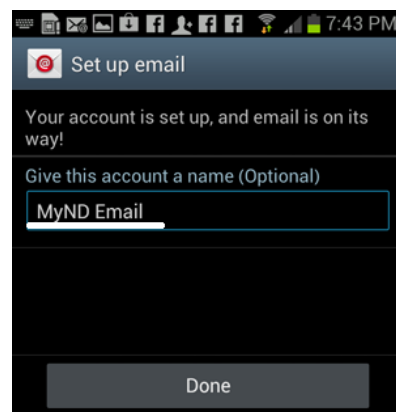 7:43 PM
Set up email
Your account is set up, and email is on its
way!
Give this account a name (Optional)
MyND Email
Done